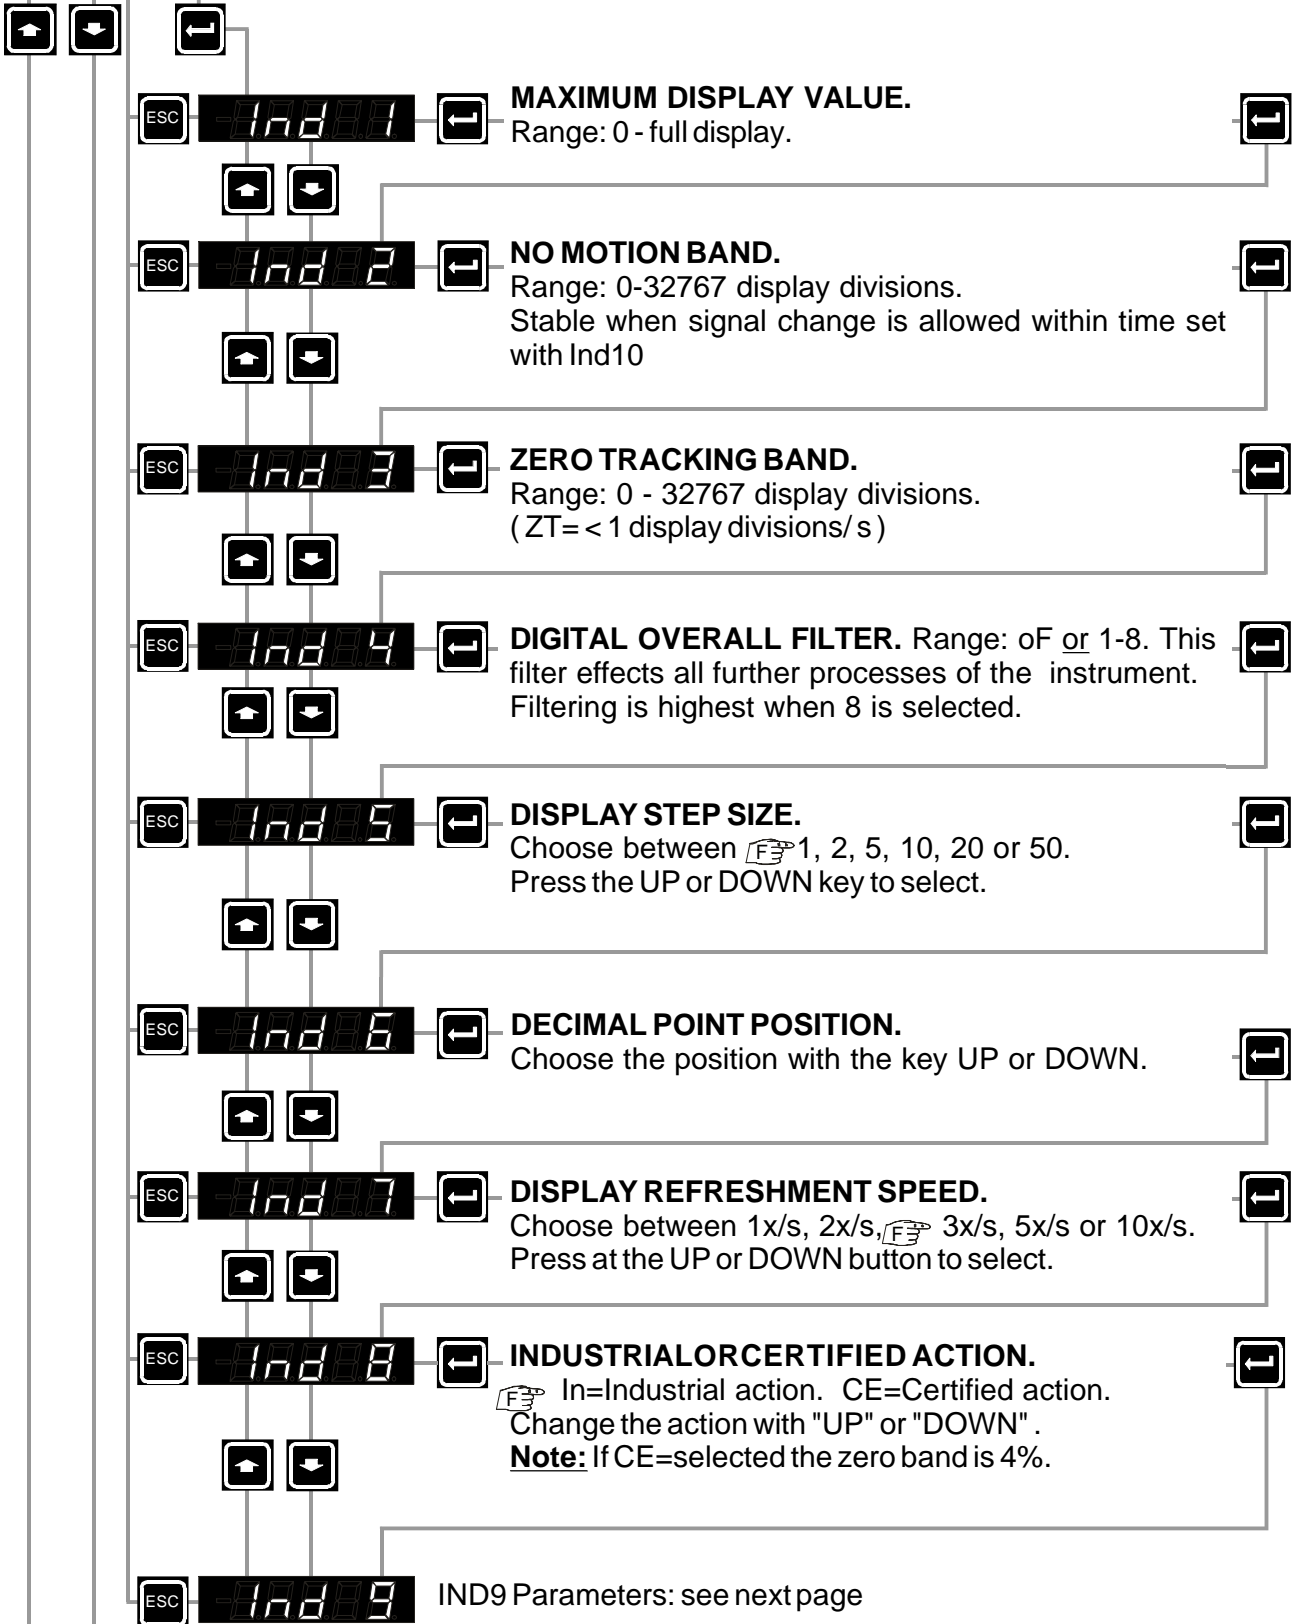 ESC Ind 1 MAXIMUM DISPLAY VALUE.
Range: 0 - full display.
ESC Ind 2 NO MOTION BAND.
Range: 0-32767 display divisions.
Stable when signal change is allowed within time set
with Ind10
ESC Ind 3 ZERO TRACKING BAND.
Range: 0 - 32767 display divisions.
( ZT= < 1 display divisions/ s )
ESC Ind 4 DIGITAL OVERALL FILTER. Range: oF or 1-8. This
filter effects all further processes of the instrument.
Filtering is highest when 8 is selected.
ESC Ind 5 DISPLAY STEP SIZE.
Choose between F 1, 2, 5, 10, 20 or 50.
Press the UP or DOWN key to select.
ESC Ind 6 DECIMAL POINT POSITION.
Choose the position with the key UP or DOWN.
ESC Ind 7 DISPLAY REFRESHMENT SPEED.
Choose between 1x/s, 2x/s, F 3x/s, 5x/s or 10x/s.
Press at the UP or DOWN button to select.
ESC Ind 8 INDUSTRIALORCERTIFIED ACTION.
F In=Industrial action. CE=Certified action.
Change the action with "UP" or "DOWN" .
Note: If CE=selected the zero band is 4%.
ESC Ind 9 IND9 Parameters: see next page